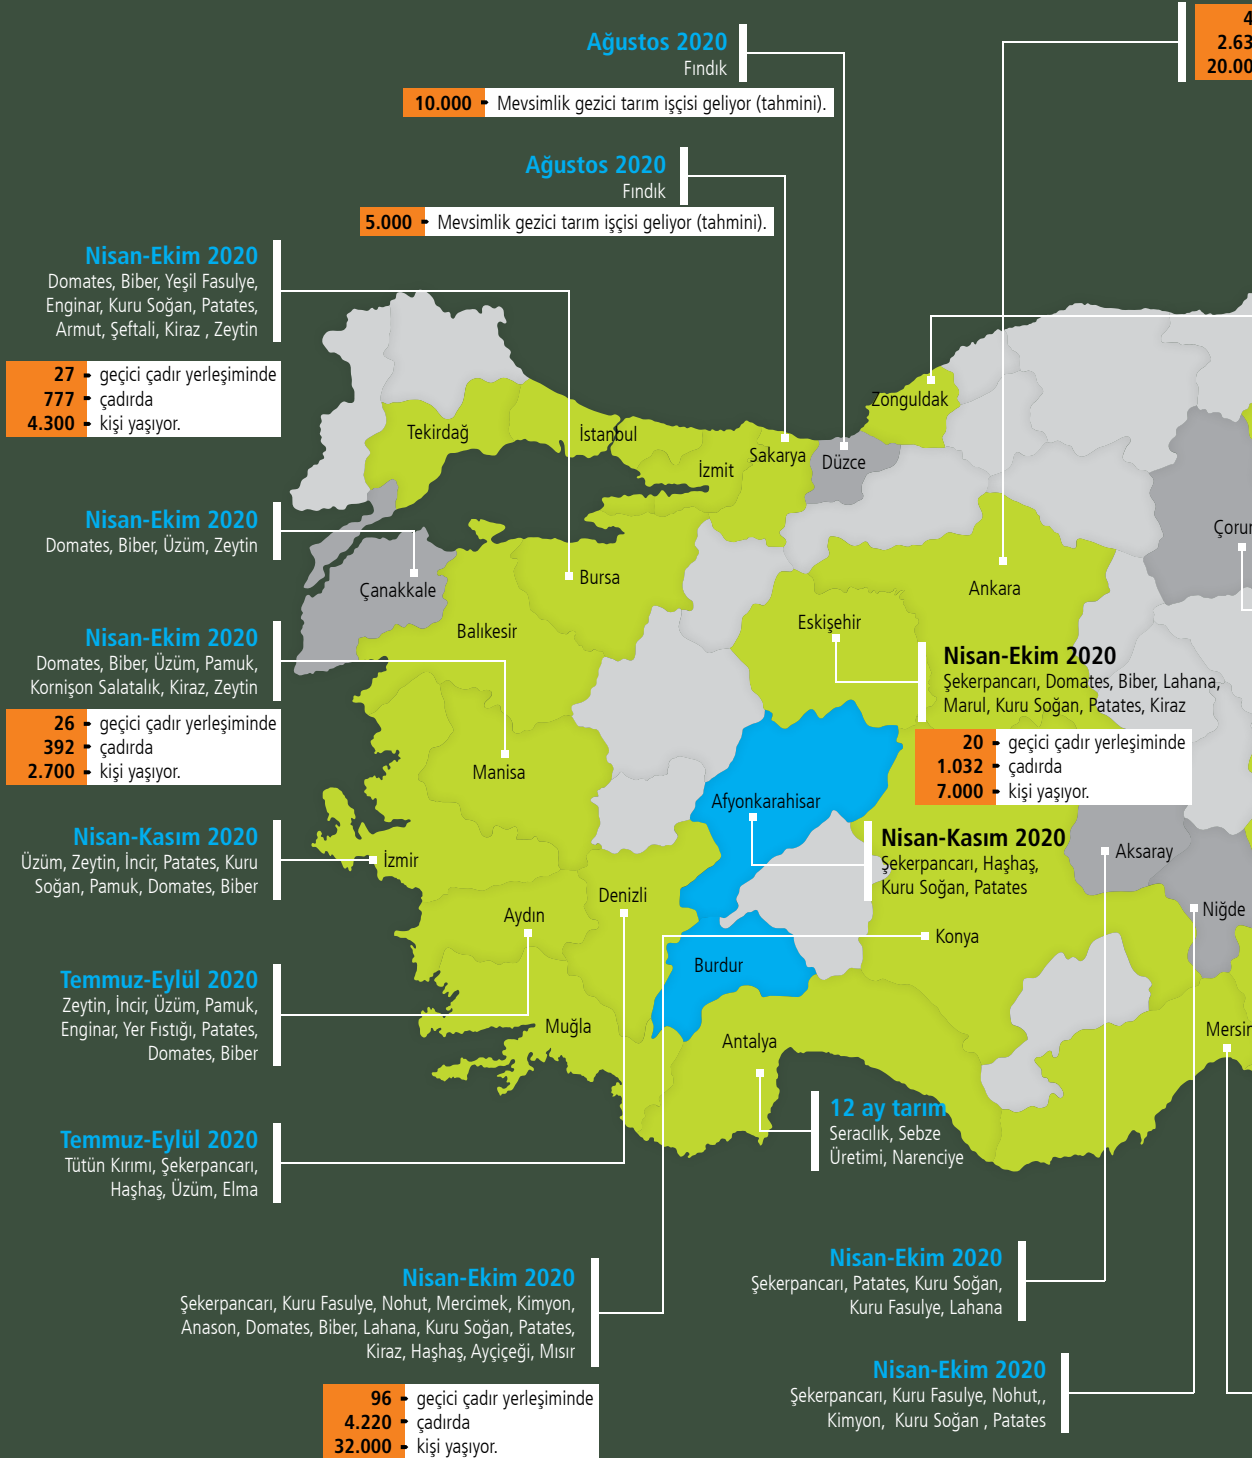 4
2.63
20.00
Ağustos 2020
Fındık
10.000 - Mevsimlik gezici tarım işçisi geliyor (tahmini).
Ağustos 2020
Fındık
5.000 - Mevsimlik gezici tarım işçisi geliyor (tahmini).
Nisan-Ekim 2020
Domates, Biber, Yeşil Fasulye,
Enginar, Kuru Soğan, Patates,
Armut, Şeftali, Kiraz , Zeytin
27 - geçici çadır yerleşiminde
777 - çadırda
4.300 - kişi yaşıyor.
Nisan-Ekim 2020
Domates, Biber, Üzüm, Zeytin
Nisan-Ekim 2020
Domates, Biber, Üzüm, Pamuk,
Kornişon Salatalık, Kiraz, Zeytin
26 - geçici çadır yerleşiminde
392 - çadırda
2.700 - kişi yaşıyor.
Nisan-Kasım 2020
Üzüm, Zeytin, İncir, Patates, Kuru
Soğan, Pamuk, Domates, Biber
Temmuz-Eylül 2020
Zeytin, İncir, Üzüm, Pamuk,
Enginar, Yer Fıstığı, Patates,
Domates, Biber
Temmuz-Eylül 2020
Tütün Kırımı, Şekerpancarı,
Haşhaş, Üzüm, Elma
Zonguldak
Tekirdağ
İstanbul
İzmit
Sakarya
Düzce
Çorum
Çanakkale
Bursa
Ankara
Balıkesir
Eskişehir
Nisan-Ekim 2020
Şekerpancarı, Domates, Biber, Lahana,
Marul, Kuru Soğan, Patates, Kiraz
20 - geçici çadır yerleşiminde
1.032 - çadırda
7.000 - kişi yaşıyor.
Manisa
Afyonkarahisar
Nisan-Kasım 2020
Şekerpancarı, Haşhaş,
Kuru Soğan, Patates
İzmir
Aksaray
Denizli
Aydın
Niğde
Konya
Burdur
Muğla
Antalya
Mersin
12 ay tarım
Seracılık, Sebze
Üretimi, Narenciye
Nisan-Ekim 2020
Şekerpancarı, Kuru Fasulye, Nohut, Mercimek, Kimyon,
Anason, Domates, Biber, Lahana, Kuru Soğan, Patates,
Kiraz, Haşhaş, Ayçiçeği, Mısır
96 - geçici çadır yerleşiminde
4.220 - çadırda
32.000 - kişi yaşıyor.
Nisan-Ekim 2020
Şekerpancarı, Patates, Kuru Soğan,
Kuru Fasulye, Lahana
Nisan-Ekim 2020
Şekerpancarı, Kuru Fasulye, Nohut,,
Kimyon, Kuru Soğan , Patates